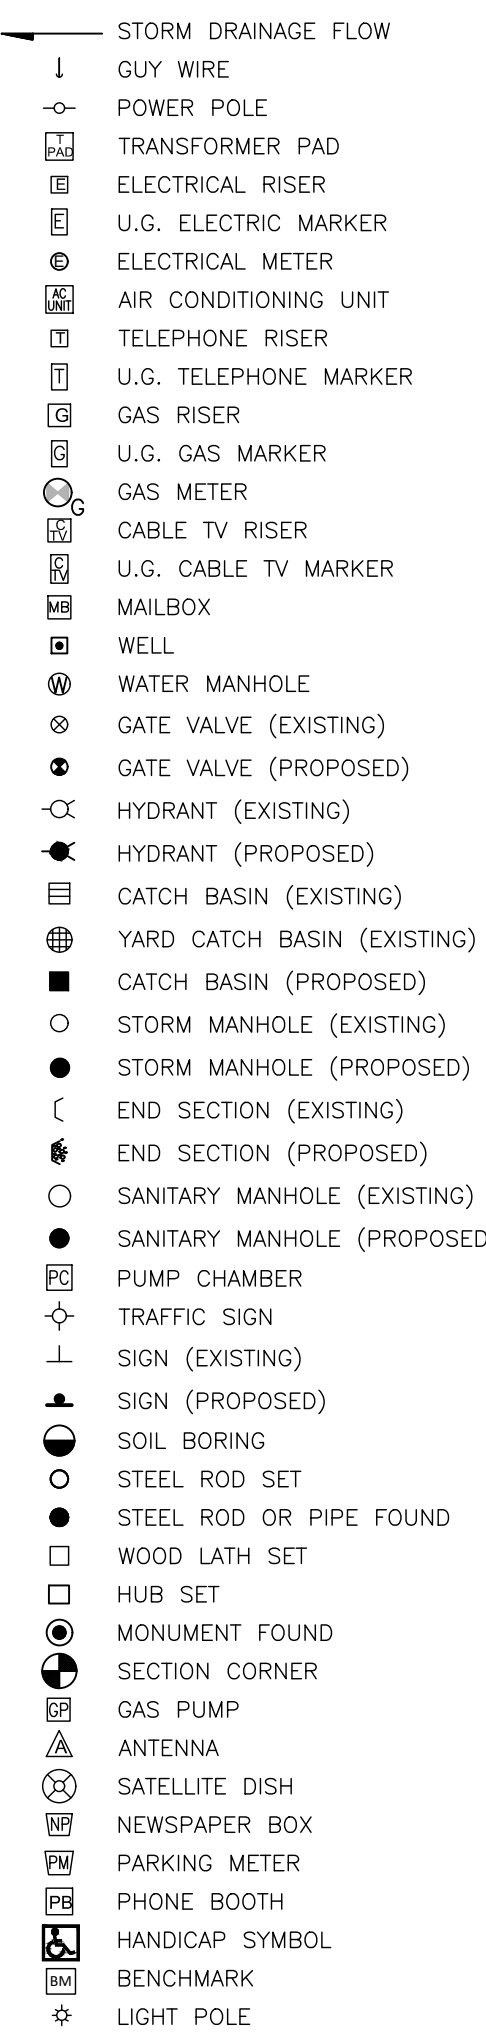 STORM DRAINAGE FLOW
GUY WIRE
POWER POLE
T PAD TRANSFORMER PAD
E ELECTRICAL RISER
E U.G. ELECTRIC MARKER
E ELECTRICAL METER
AC UNIT AIR CONDITIONING UNIT
T TELEPHONE RISER
T U.G. TELEPHONE MARKER
G GAS RISER
G U.G. GAS MARKER
G GAS METER
C TV CABLE TV RISER
C TV U.G. CABLE TV MARKER
MB MAILBOX
WELL
W WATER MANHOLE
GATE VALVE (EXISTING)
GATE VALVE (PROPOSED)
HYDRANT (EXISTING)
HYDRANT (PROPOSED)
CATCH BASIN (EXISTING)
YARD CATCH BASIN (EXISTING)
CATCH BASIN (PROPOSED)
STORM MANHOLE (EXISTING)
STORM MANHOLE (PROPOSED)
END SECTION (EXISTING)
END SECTION (PROPOSED)
SANITARY MANHOLE (EXISTING)
SANITARY MANHOLE (PROPOSED
PC PUMP CHAMBER
TRAFFIC SIGN
SIGN (EXISTING)
SIGN (PROPOSED)
SOIL BORING
STEEL ROD SET
STEEL ROD OR PIPE FOUND
WOOD LATH SET
HUB SET
MONUMENT FOUND
SECTION CORNER
GP GAS PUMP
A ANTENNA
SATELLITE DISH
NP NEWSPAPER BOX
PM PARKING METER
PB PHONE BOOTH
HANDICAP SYMBOL
BM BENCHMARK
LIGHT POLE